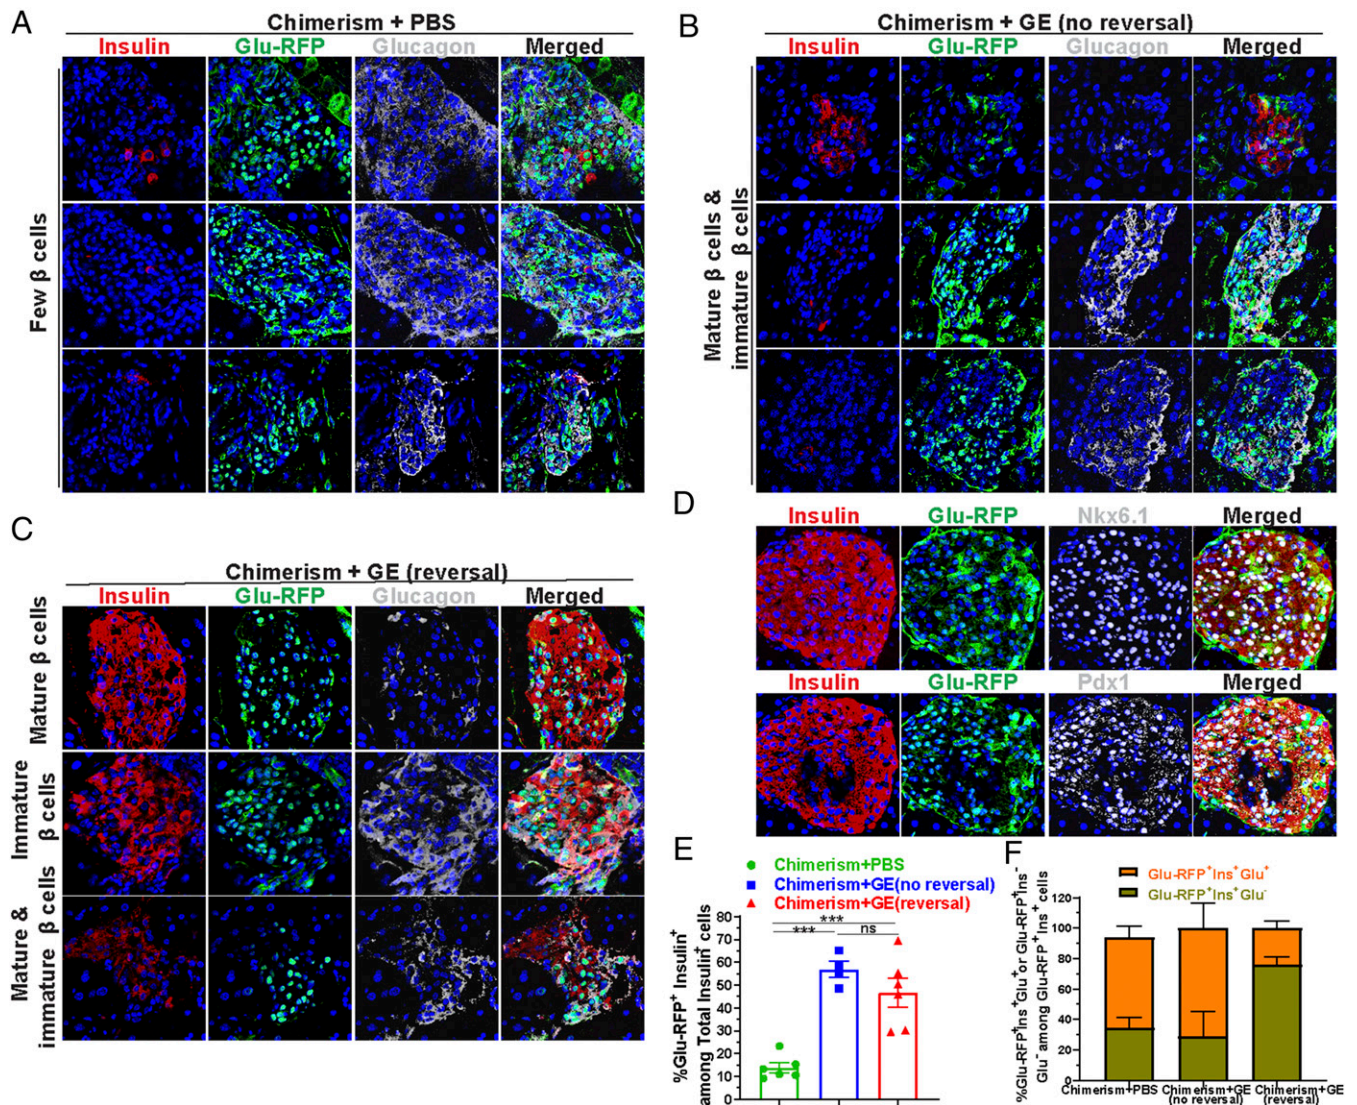 A
Chimerism + PBS
Insulin Glu-RFP Glucagon Merged
Few β cells
B
Chimerism + GE (no reversal)
Insulin Glu-RFP Glucagon Merged
Mature β cells &
immature β cells
C
Chimerism + GE (reversal)
Insulin Glu-RFP Glucagon Merged
Mature β cells
Immature
β cells
Mature &
immature β cells
D
Insulin Glu-RFP Nkx6.1 Merged
Insulin Glu-RFP Pdx1 Merged
E
Chimerism+PBS
Chimerism+GE(no reversal)
Chimerism+GE(reversal)
%Glu-RFP⁺ Insulin⁺
among Total Insulin⁺ cells
80
70
60
50
40
30
20
10
0
***
*** ns
F
Glu-RFP⁺Ins⁺Glu⁺
Glu-RFP⁺Ins⁺Glu⁻
%Glu-RFP⁺Ins⁺Glu⁺or Glu-RFP⁺Ins⁻
Glu⁻ among Glu-RFP⁺Ins⁺ cells
120
100
80
60
40
20
0
Chimerism+PBS Chimerism+GE Chimerism+GE
(no reversal) (reversal)